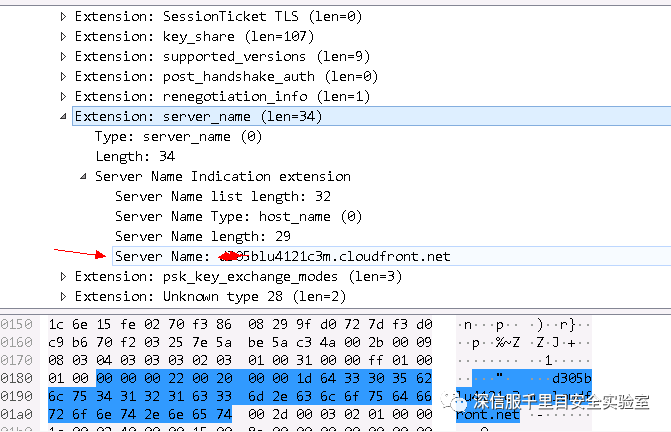 Extension: SessionTicket TLS (len=0)
Extension: key_share (len=107)
Extension: supported_versions (len=9)
Extension: post_handshake_auth (len=0)
Extension: renegotiation_info (len=1)
Extension: server_name (len=34)
Type: server_name (0)
Length: 34
Server Name Indication extension
Server Name list length: 32
Server Name Type: host_name (0)
Server Name length: 29
Server Name: d305blu4121c3m.cloudfront.net
Extension: psk_key_exchange_modes (len=3)
Extension: Unknown type 28 (len=2)
0150 1c 6e 15 fe 02 70 f3 86 08 29 9f d0 72 7d f3 d0 ·n···p·· ·)··r}··
0160 c9 b6 70 f2 03 25 7e 5a be 5a c3 4a 00 2b 00 09 ··p··%~Z ·Z·J·+··
0170 08 03 04 03 03 03 02 03 01 00 31 00 00 ff 01 00 ········ ··1·····
0180 01 00 00 00 00 22 00 20 00 00 1d 64 33 30 35 62 ·····"·  ···d305b
0190 6c 75 34 31 32 31 63 33 6d 2e 63 6c 6f 75 64 66
深信服千里目安全实验室
01a0 72 6f 6e 74 2e 6e 65 74 00 2d 00 03 02 01 00 00 ront.net ·-······